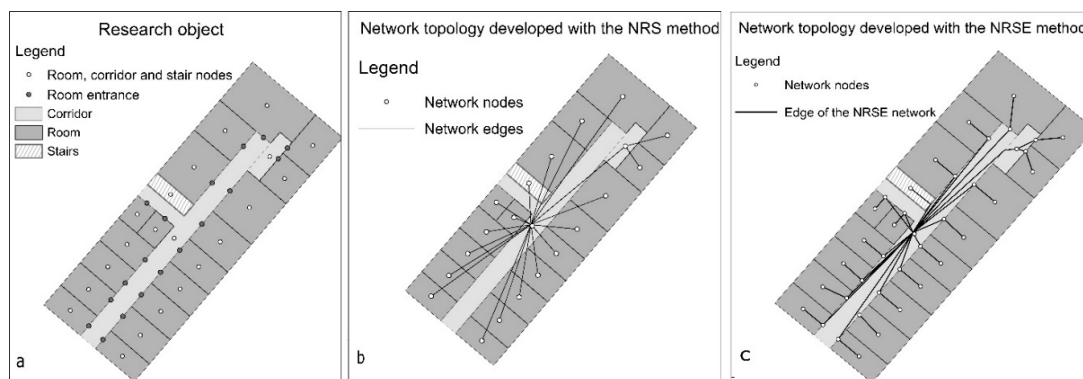 Research object
Legend
Room, corridor and stair nodes
Room entrance
Corridor
Room
Stairs
a
Network topology developed with the NRS method
Legend
Network nodes
Network edges
b
Network topology developed with the NRSE method
Legend
Network nodes
Edge of the NRSE network
c